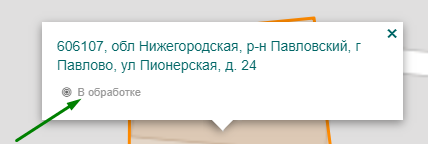 606107, обл Нижегородская, р-н Павловский, г
Павлово, ул Пионерская, д. 24
В обработке